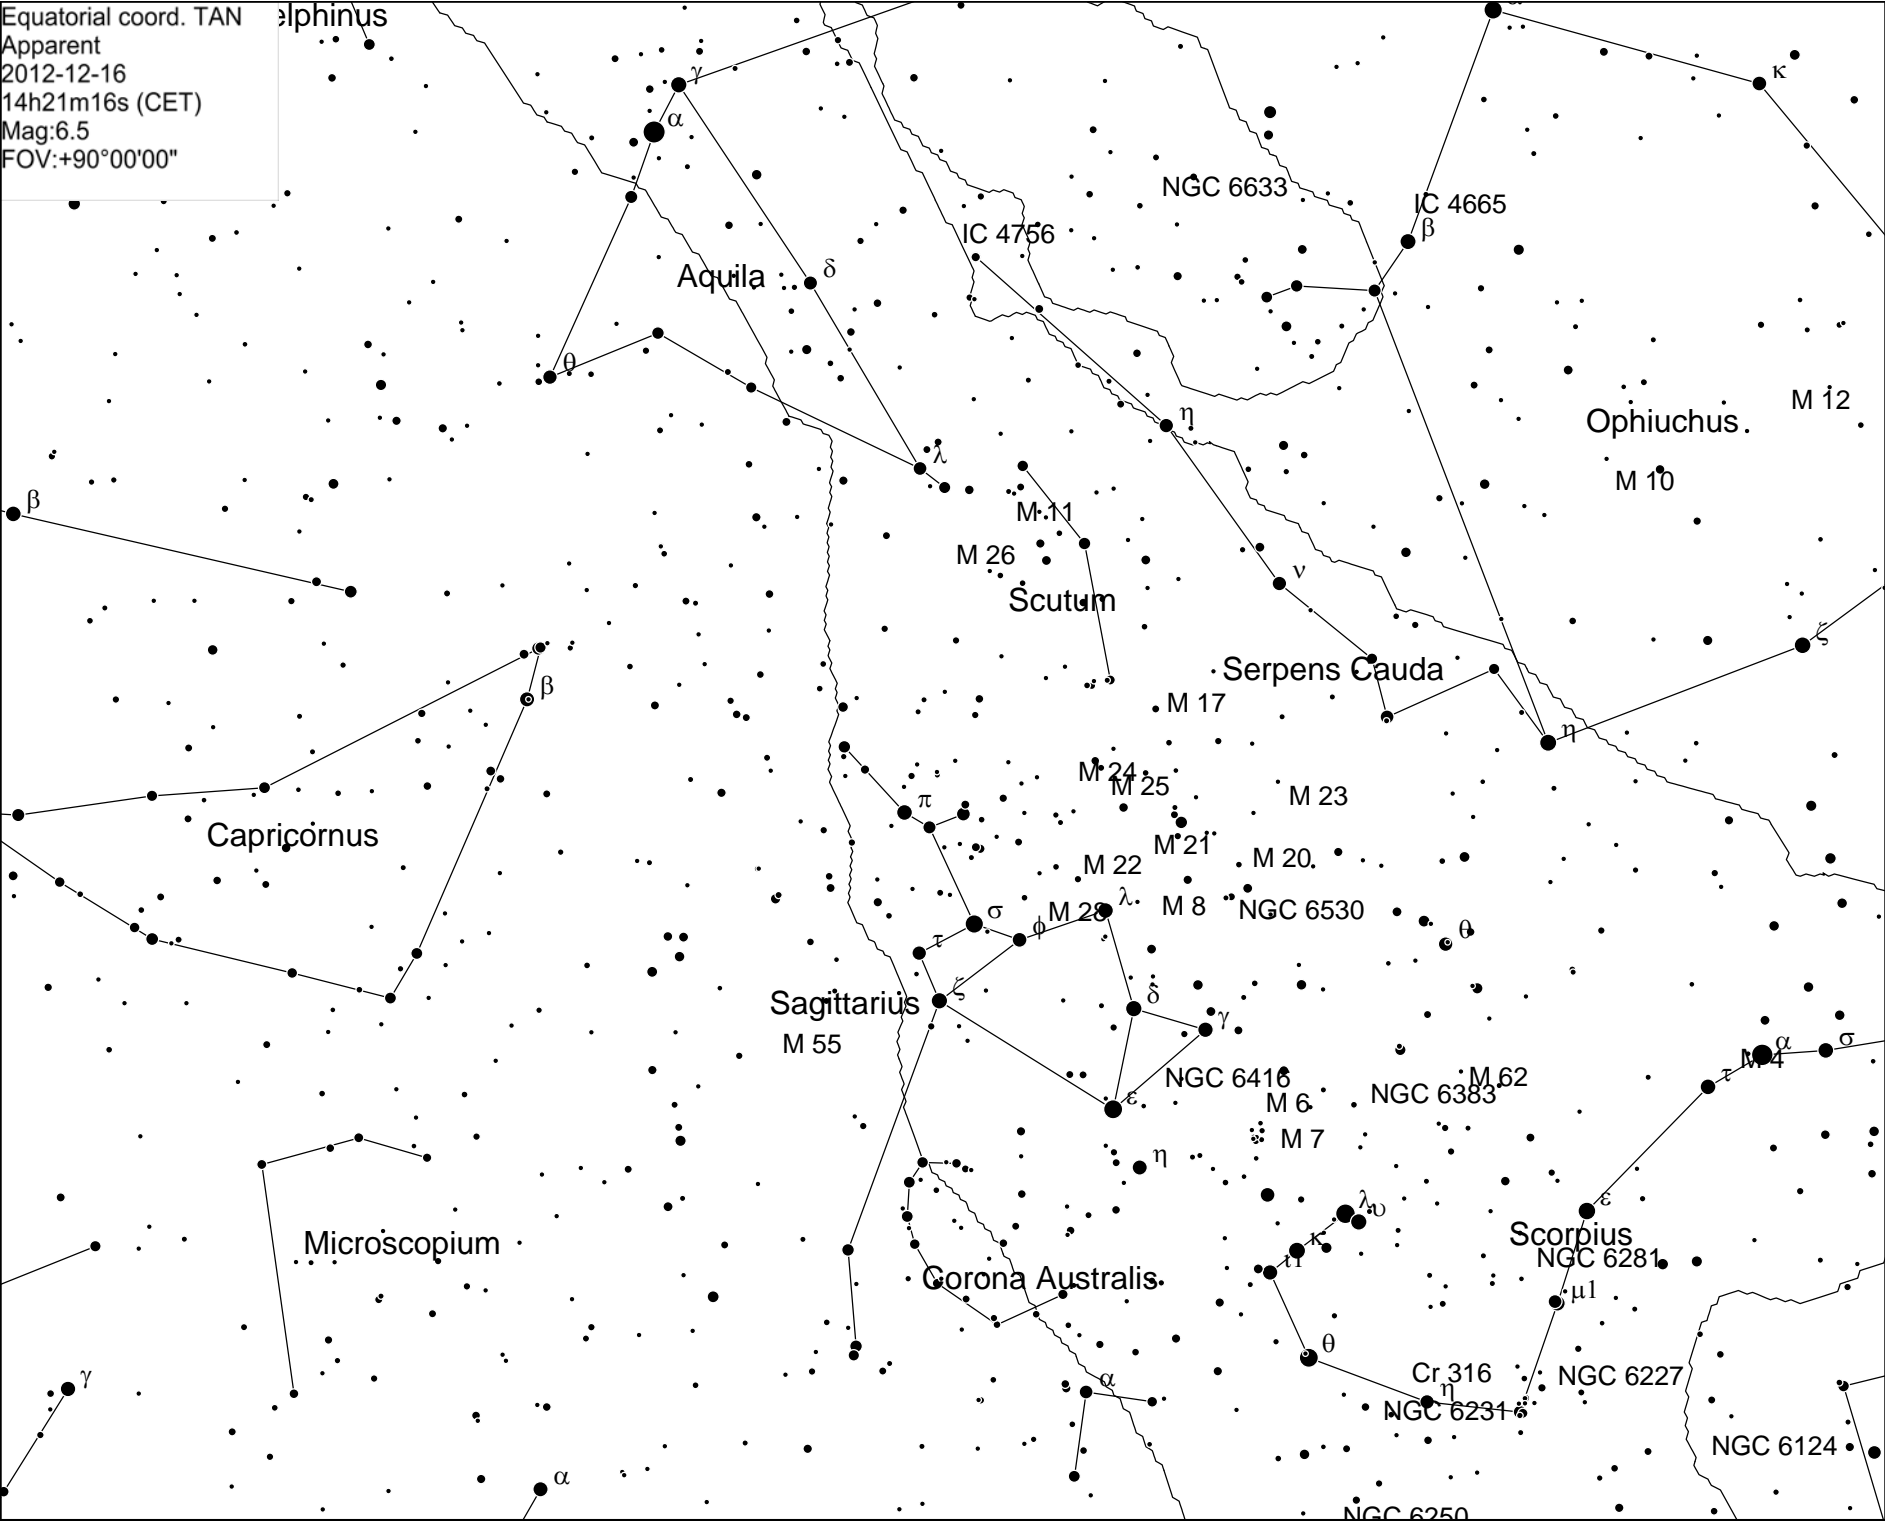 Equatorial coord. TAN
Apparent
2012-12-16
14h21m16s (CET)
Mag:6.5
FOV:+90°00'00"
elphinus
γ
κ
α
NGC 6633
IC 4665
β
IC 4756
Aquila
δ
θ
η
M 12
Ophiuchus
λ
M 10
β
M 11
M 26
ν
Scutum
ζ
Serpens Cauda
β
M 17
η
M 24
M 25
M 23
π
Capricornus
M 21
M 20
M 22
λ
M 8
NGC 6530
M 28
σ
φ
θ
τ
ζ
δ
Sagittarius
γ
M 55
α
σ
M 4
τ
NGC 6416
M 62
NGC 6383
ε
M 6
M 7
η
λ
υ
ε
Scorpius
κ
Microscopium
ι1
NGC 6281
Corona Australis
μ1
θ
Cr 316
NGC 6227
γ
α
η
NGC 6231
NGC 6124
α
NGC 6250